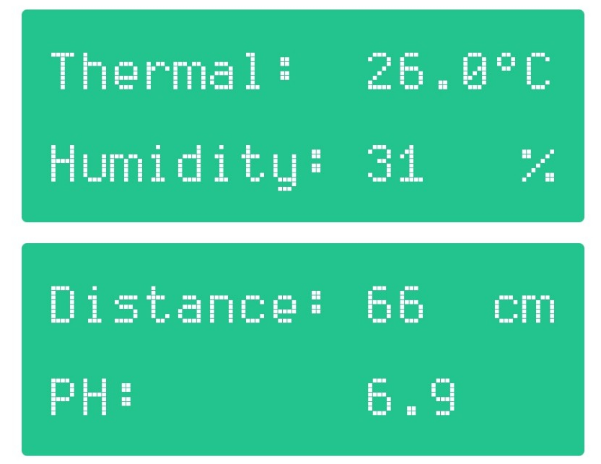 Thermal: 26.0°C
Humidity: 31 %
Distance: 66 cm
PH: 6.9